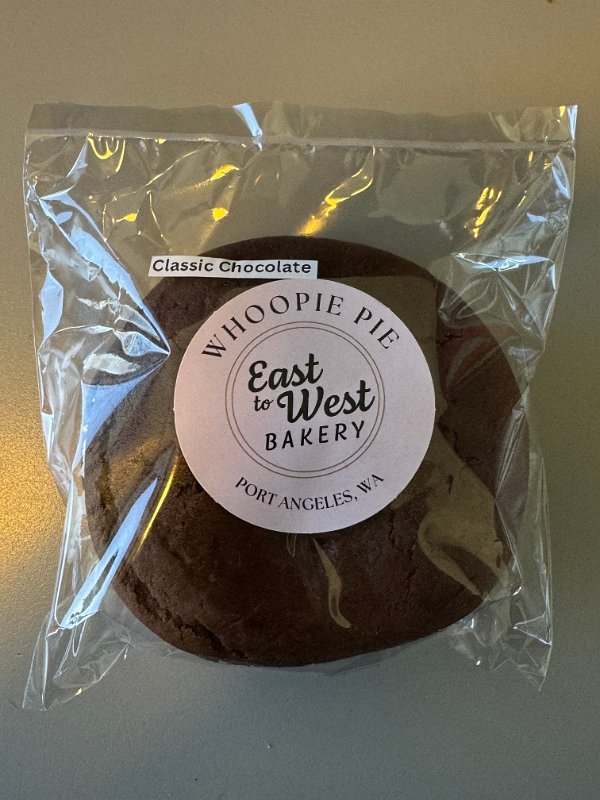 Classic Chocolate
WHOOPIE PIE
East
to West
BAKERY
PORT ANGELES, WA